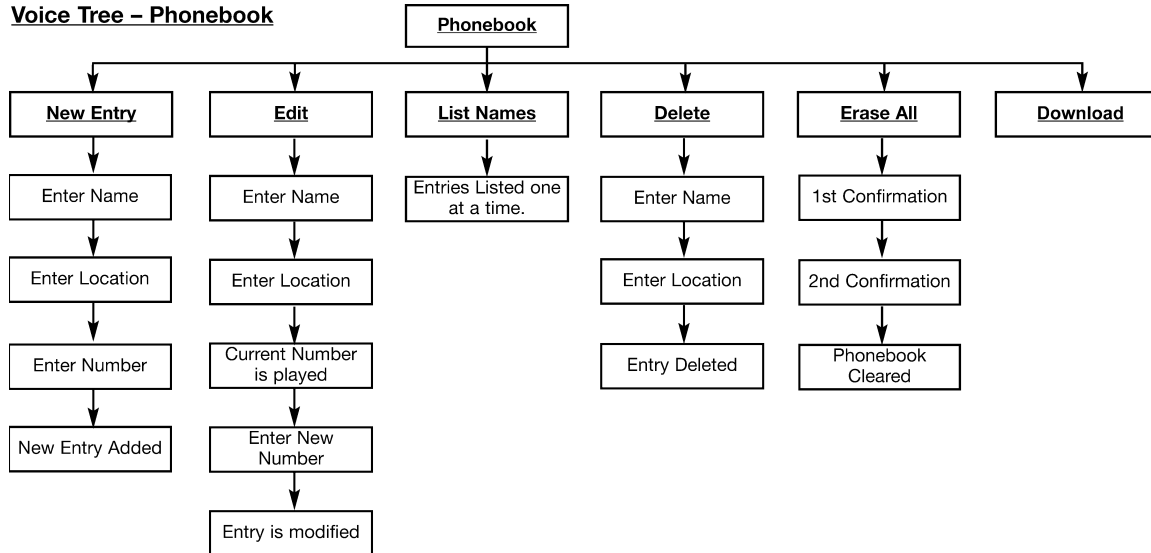 Voice Tree – Phonebook
Phonebook
New Entry
Edit
List Names
Delete
Erase All
Download
Enter Name
Enter Name
Entries Listed one
at a time.
Enter Name
1st Confirmation
Enter Location
Enter Location
Enter Location
2nd Confirmation
Enter Number
Current Number
is played
Entry Deleted
Phonebook
Cleared
New Entry Added
Enter New
Number
Entry is modified